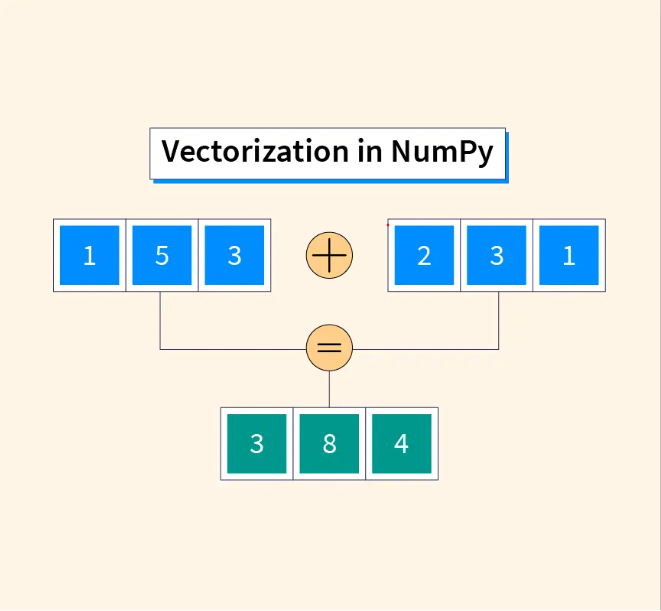 Vectorization in NumPy
1 5 3 + 2 3 1
=
3 8 4